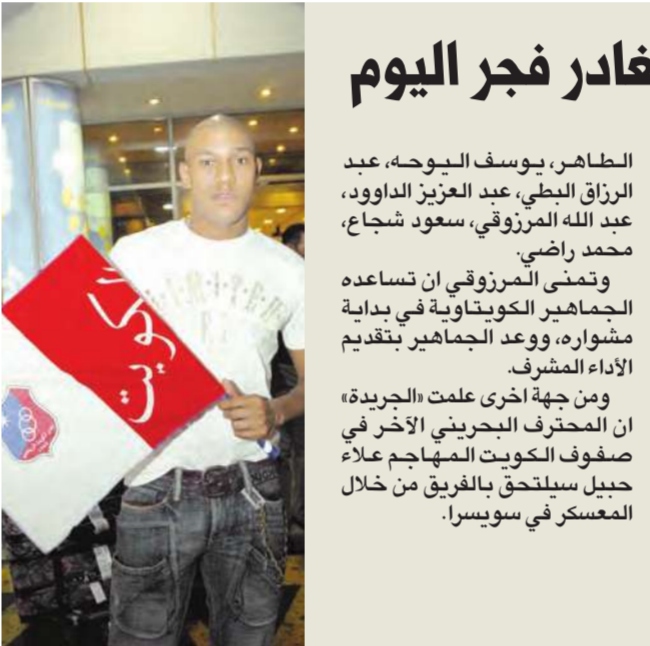 غادر فجر اليوم
الطاهر، يوسف اليوحه، عبد
الرزاق البطي، عبد العزيز الداوود،
عبد الله المرزوقي، سعود شجاع،
محمد راضي.
وتمنى المرزوقي ان تساعده
الجماهير الكويتاوية في بداية
مشواره، ووعد الجماهير بتقديم
الأداء المشرف.
ومن جهة اخرى علمت «الجريدة»
ان المحترف البحريني الآخر في
صفوف الكويت المهاجم علاء
حبيل سيلتحق بالفريق من خلال
المعسكر في سويسرا.
الكويت